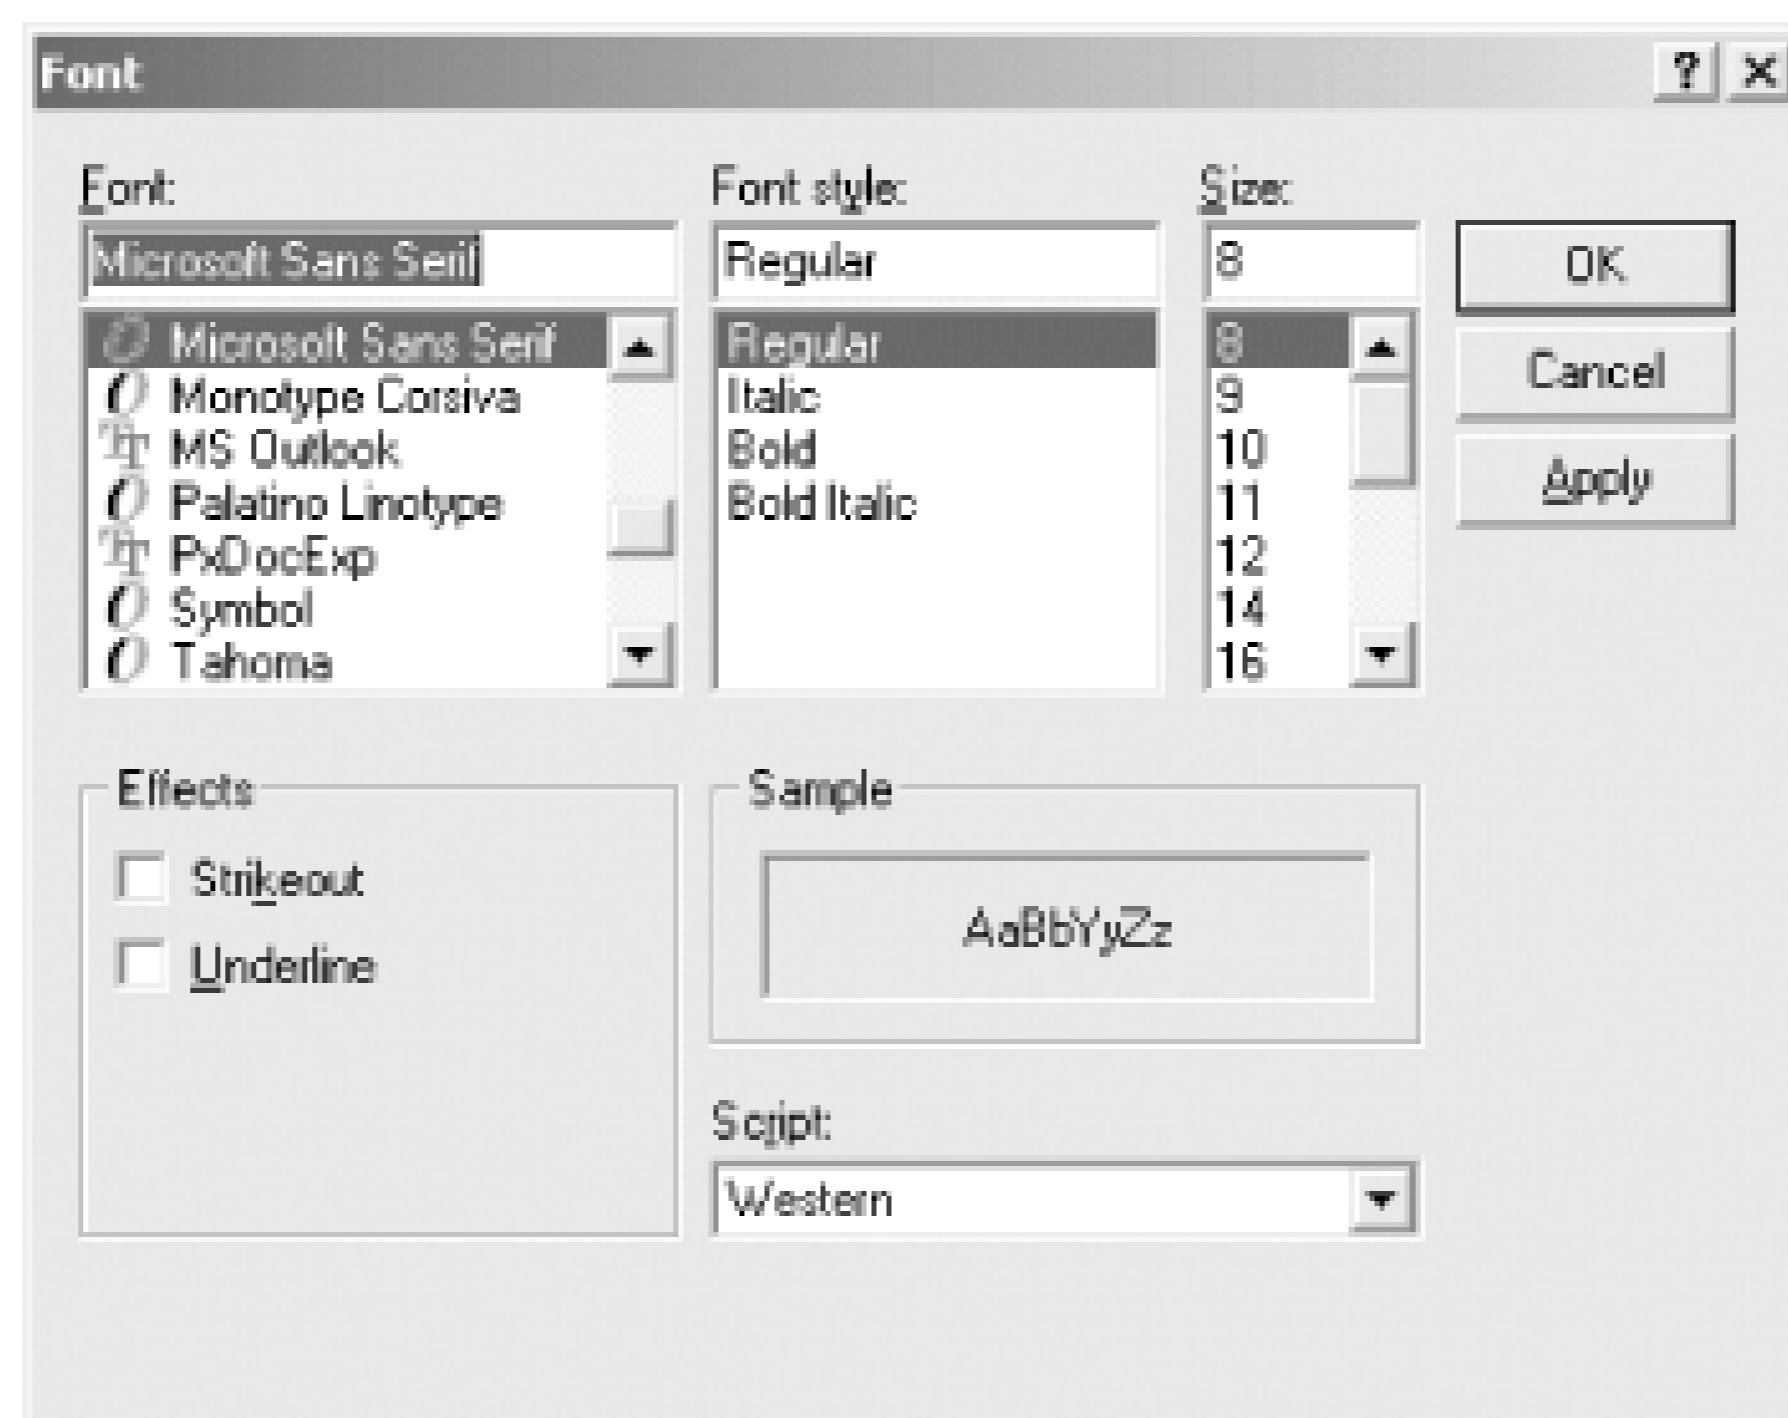 Font
Font:
Microsoft Sans Serif
Microsoft Sans Serif
Monotype Corsiva
MS Outlook
Palatino Linotype
PxDocExp
Symbol
Tahoma
Font style:
Regular
Regular
Italic
Bold
Bold Italic
Size:
8
8
9
10
11
12
14
16
OK
Cancel
Apply
Effects
Strikeout
Underline
Sample
AaBbYyZz
Script:
Western